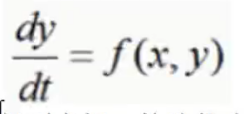 dy/dt = f(x, y)